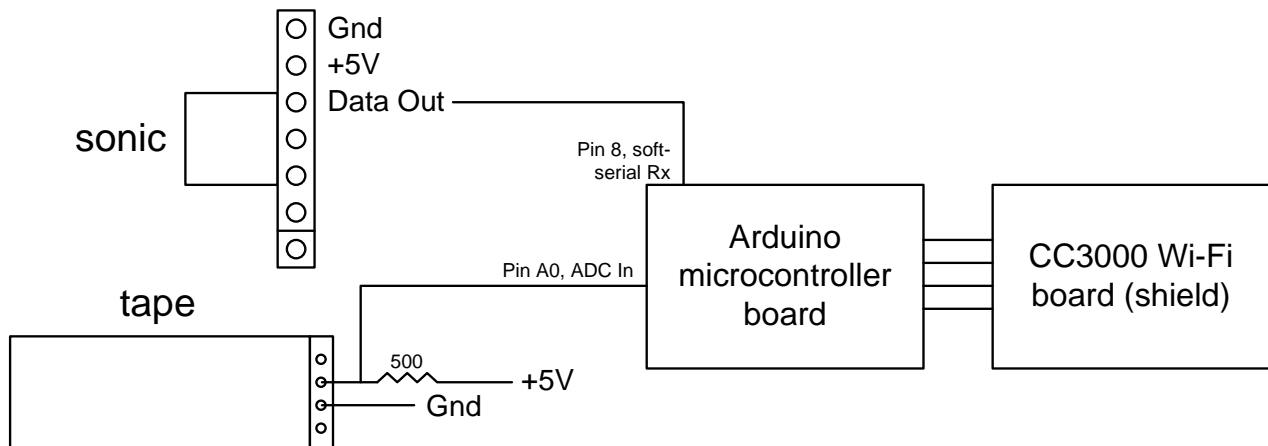 Gnd
+5V
Data Out
sonic
Pin 8, soft-
serial Rx
Arduino
microcontroller
board
CC3000 Wi-Fi
board (shield)
Pin A0, ADC In
tape
500
+5V
Gnd